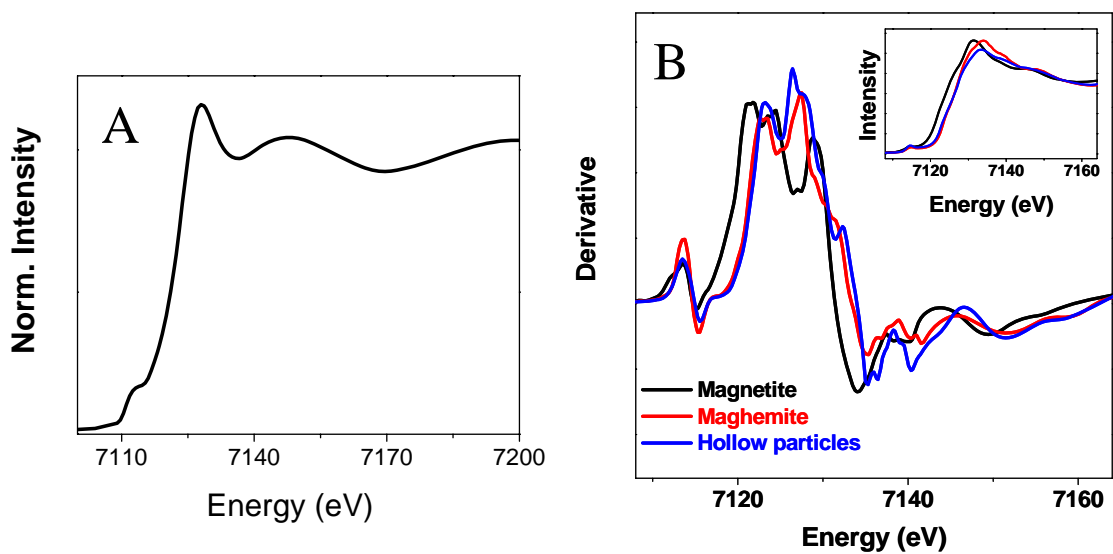 A
Norm. Intensity
7110
7140
7170
7200
Energy (eV)
B
Derivative
Magnetite
Maghemite
Hollow particles
7120
7140
7160
Energy (eV)
Intensity
7120
7140
7160
Energy (eV)